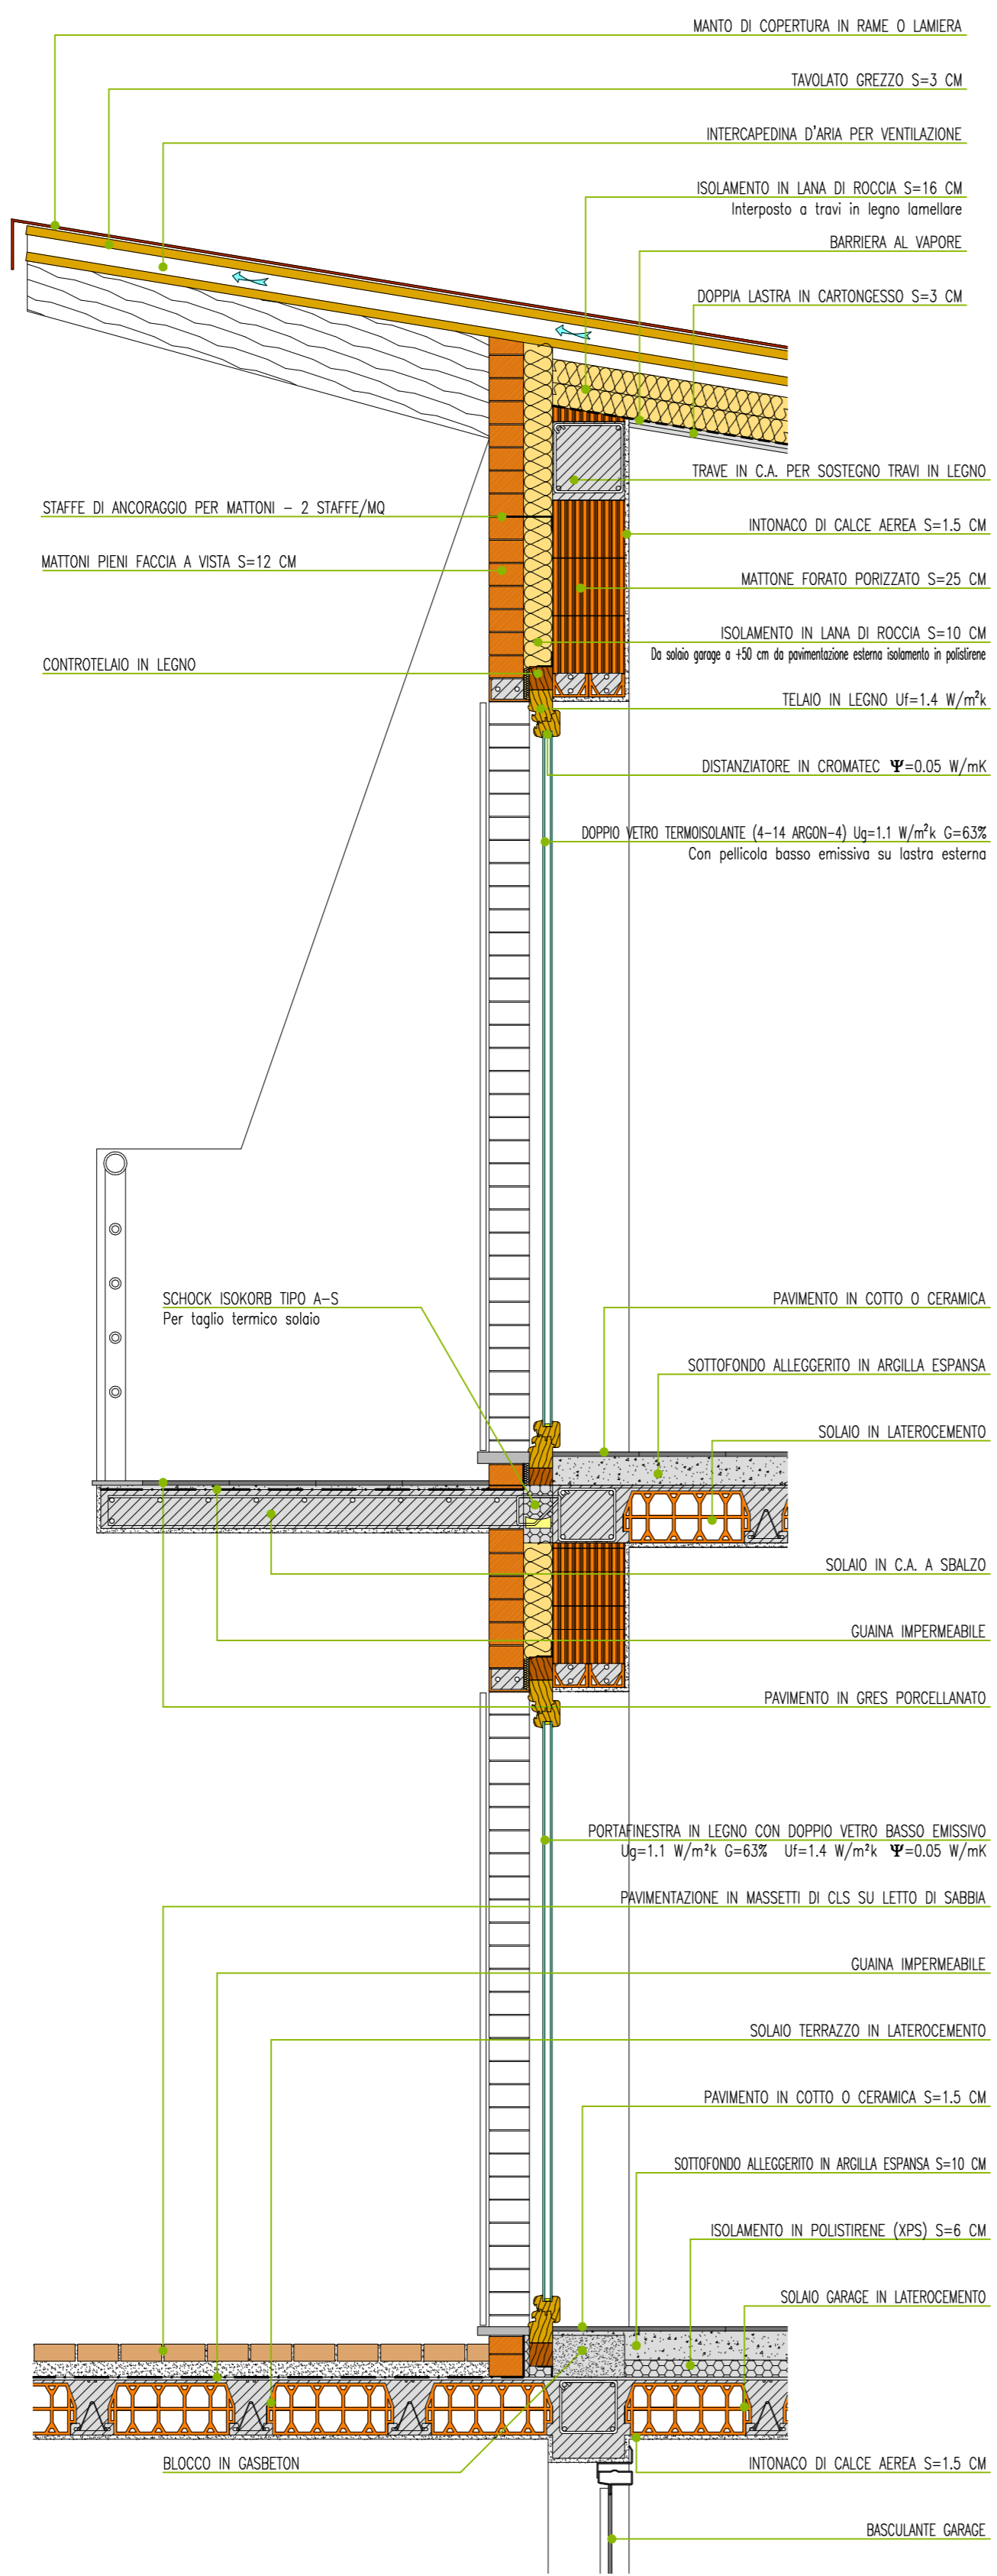 MANTO DI COPERTURA IN RAME O LAMIERA
TAVOLATO GREZZO S=3 CM
INTERCAPEDINA D'ARIA PER VENTILAZIONE
ISOLAMENTO IN LANA DI ROCCIA S=16 CM
Interposto a travi in legno lamellare
BARRIERA AL VAPORE
DOPPIA LASTRA IN CARTONGESSO S=3 CM
TRAVE IN C.A. PER SOSTEGNO TRAVI IN LEGNO
STAFFE DI ANCORAGGIO PER MATTONI - 2 STAFFE/MQ
INTONACO DI CALCE AEREA S=1.5 CM
MATTONI PIENI FACCIA A VISTA S=12 CM
MATTONE FORATO PORIZZATO S=25 CM
ISOLAMENTO IN LANA DI ROCCIA S=10 CM
Da solaio garage a +50 cm da pavimentazione esterna isolamento in polistirene
CONTROTELAIO IN LEGNO
TELAIO IN LEGNO Uf=1.4 W/m²k
DISTANZIATORE IN CROMATEC Ψ=0.05 W/mK
DOPPIO VETRO TERMOISOLANTE (4-14 ARGON-4) Ug=1.1 W/m²k G=63%
Con pellicola basso emissiva su lastra esterna
SCHOCK ISOKORB TIPO A-S
Per taglio termico solaio
PAVIMENTO IN COTTO O CERAMICA
SOTTOFONDO ALLEGGERITO IN ARGILLA ESPANSA
SOLAIO IN LATEROCEMENTO
SOLAIO IN C.A. A SBALZO
GUAINA IMPERMEABILE
PAVIMENTO IN GRES PORCELLANATO
PORTAFINESTRA IN LEGNO CON DOPPIO VETRO BASSO EMISSIVO
Ug=1.1 W/m²k G=63% Uf=1.4 W/m²k Ψ=0.05 W/mK
PAVIMENTAZIONE IN MASSETTI DI CLS SU LETTO DI SABBIA
GUAINA IMPERMEABILE
SOLAIO TERRAZZO IN LATEROCEMENTO
PAVIMENTO IN COTTO O CERAMICA S=1.5 CM
SOTTOFONDO ALLEGGERITO IN ARGILLA ESPANSA S=10 CM
ISOLAMENTO IN POLISTIRENE (XPS) S=6 CM
SOLAIO GARAGE IN LATEROCEMENTO
BLOCCO IN GASBETON
INTONACO DI CALCE AEREA S=1.5 CM
BASCULANTE GARAGE